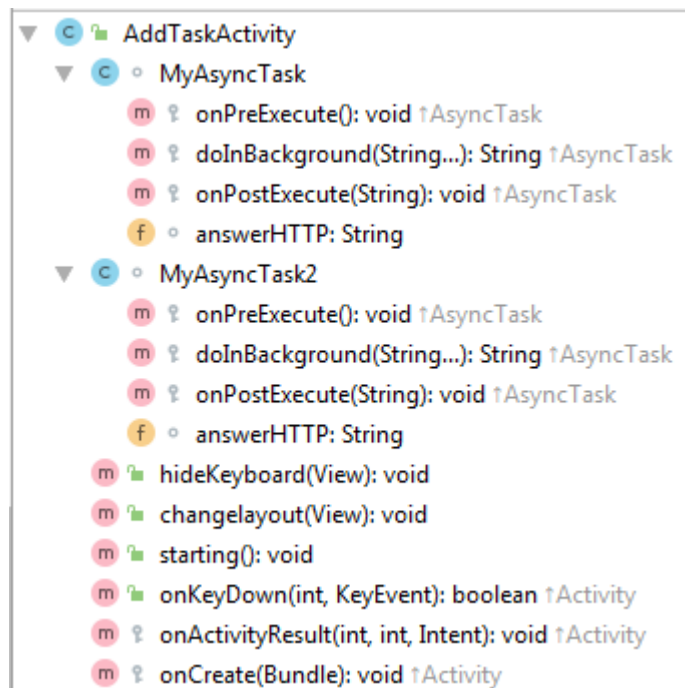 C AddTaskActivity
C MyAsyncTask
m onPreExecute(): void ↑AsyncTask
m doInBackground(String...): String ↑AsyncTask
m onPostExecute(String): void ↑AsyncTask
f answerHTTP: String
C MyAsyncTask2
m onPreExecute(): void ↑AsyncTask
m doInBackground(String...): String ↑AsyncTask
m onPostExecute(String): void ↑AsyncTask
f answerHTTP: String
m hideKeyboard(View): void
m changelayout(View): void
m starting(): void
m onKeyDown(int, KeyEvent): boolean ↑Activity
m onActivityResult(int, int, Intent): void ↑Activity
m onCreate(Bundle): void ↑Activity